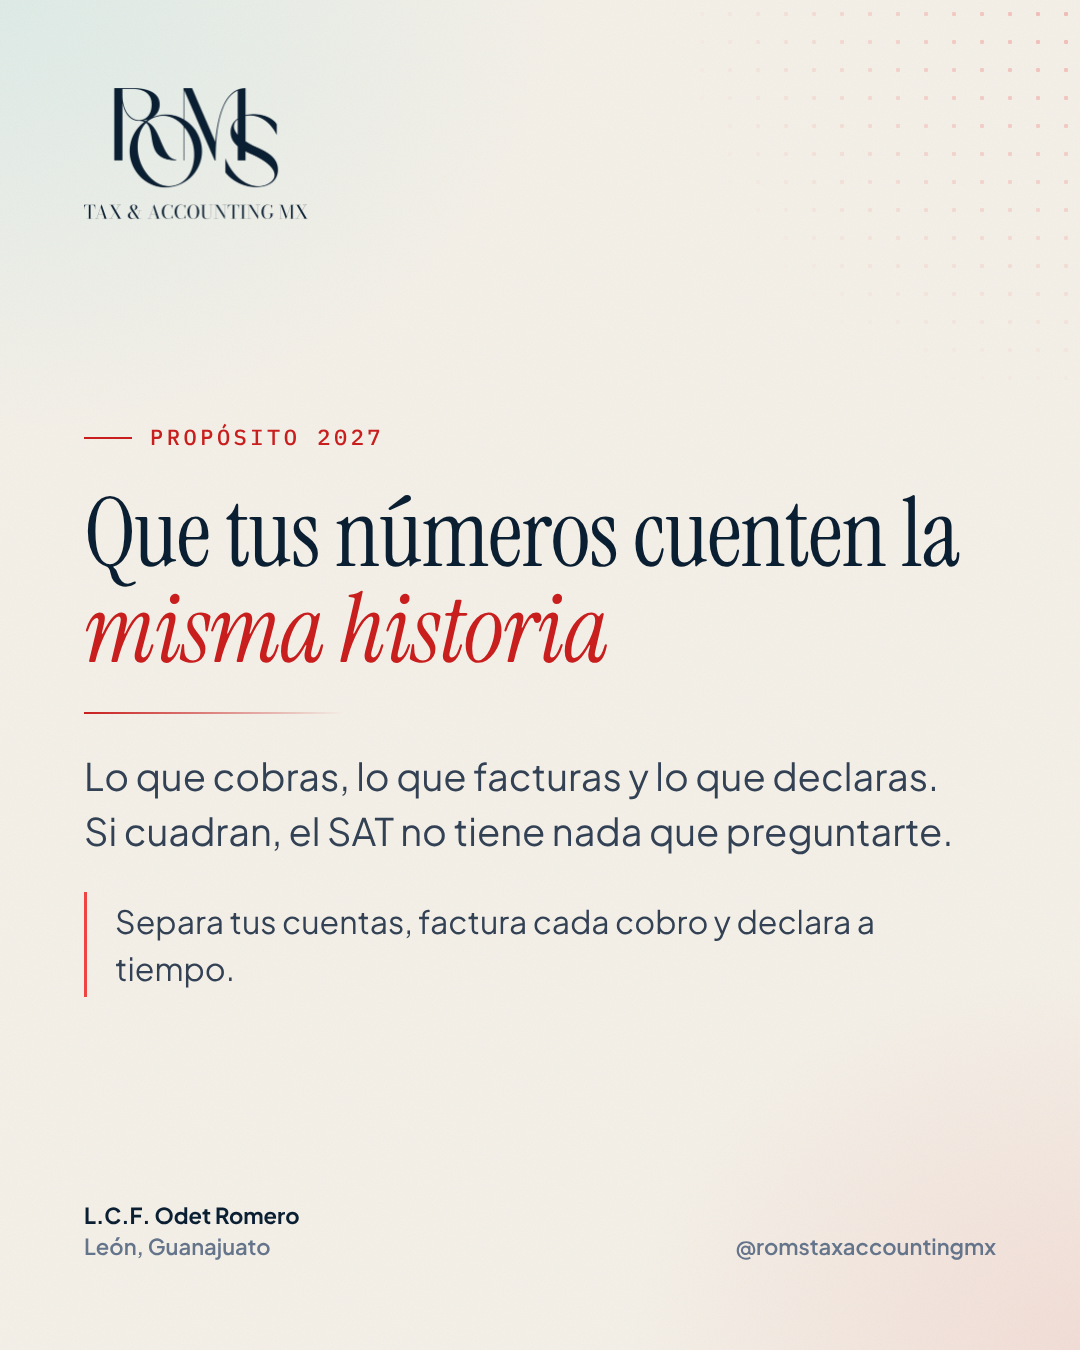 ROMS
TAX & ACCOUNTING MX
PROPÓSITO 2027
Que tus números cuenten la
misma historia
Lo que cobras, lo que facturas y lo que declaras.
Si cuadran, el SAT no tiene nada que preguntarte.
Separa tus cuentas, factura cada cobro y declara a
tiempo.
L.C.F. Odet Romero
León, Guanajuato
@romstaxaccountingmx